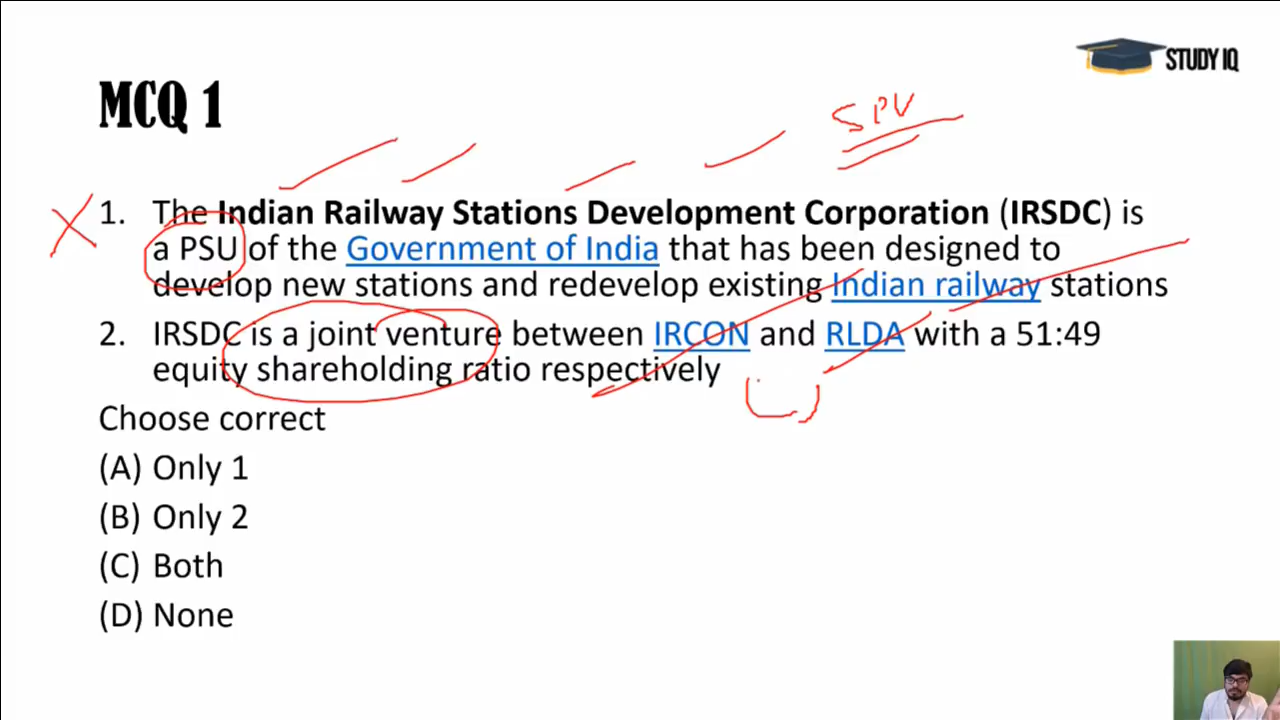 STUDY IQ
MCQ 1
SPV
1. The Indian Railway Stations Development Corporation (IRSDC) is
a PSU of the Government of India that has been designed to
develop new stations and redevelop existing Indian railway stations
2. IRSDC is a joint venture between IRCON and RLDA with a 51:49
equity shareholding ratio respectively
Choose correct
(A) Only 1
(B) Only 2
(C) Both
(D) None